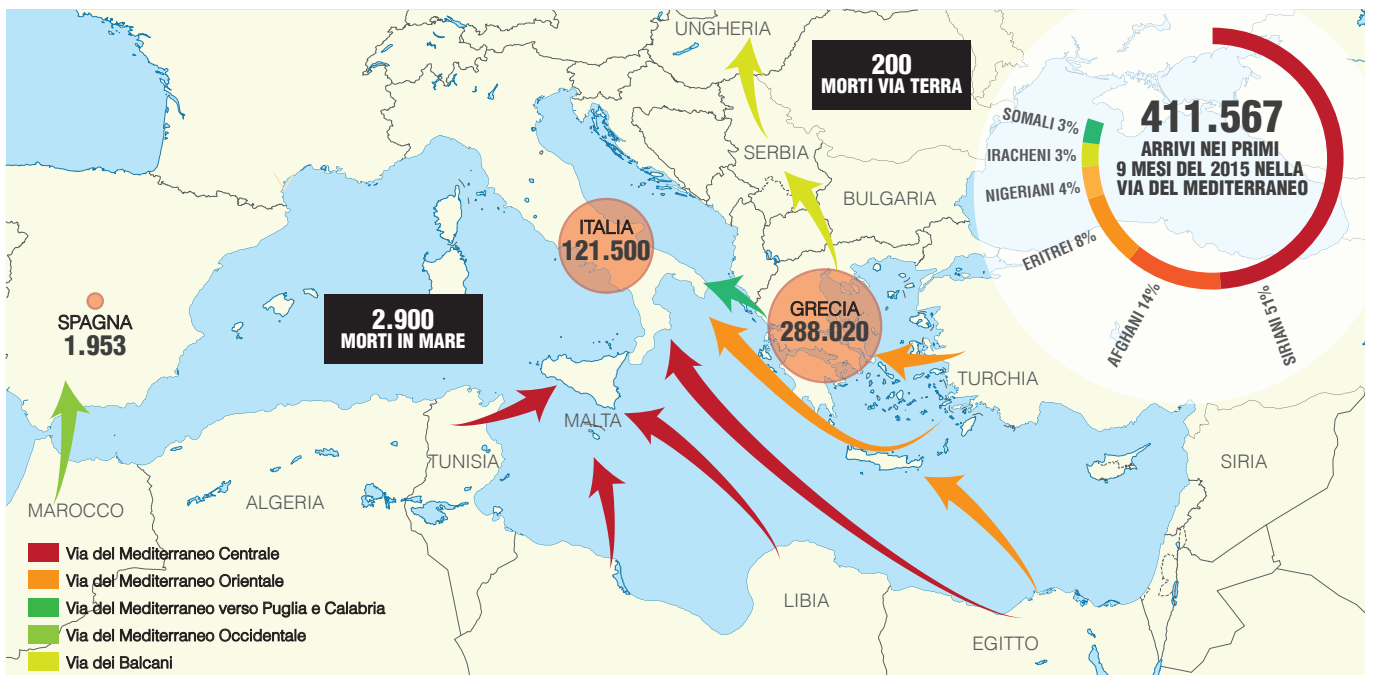 UNGHERIA
200
MORTI VIA TERRA
SERBIA
BULGARIA
ITALIA
121.500
GRECIA
288.020
SPAGNA
1.953
2.900
MORTI IN MARE
TURCHIA
MALTA
TUNISIA
ALGERIA
MAROCCO
SIRIA
LIBIA
EGITTO
411.567
ARRIVI NEI PRIMI
9 MESI DEL 2015 NELLA
VIA DEL MEDITERRANEO
SOMALI 3%
IRACHENI 3%
NIGERIANI 4%
ERITREI 8%
AFGHANI 14%
SIRIANI 51%
Via del Mediterraneo Centrale
Via del Mediterraneo Orientale
Via del Mediterraneo verso Puglia e Calabria
Via del Mediterraneo Occidentale
Via dei Balcani